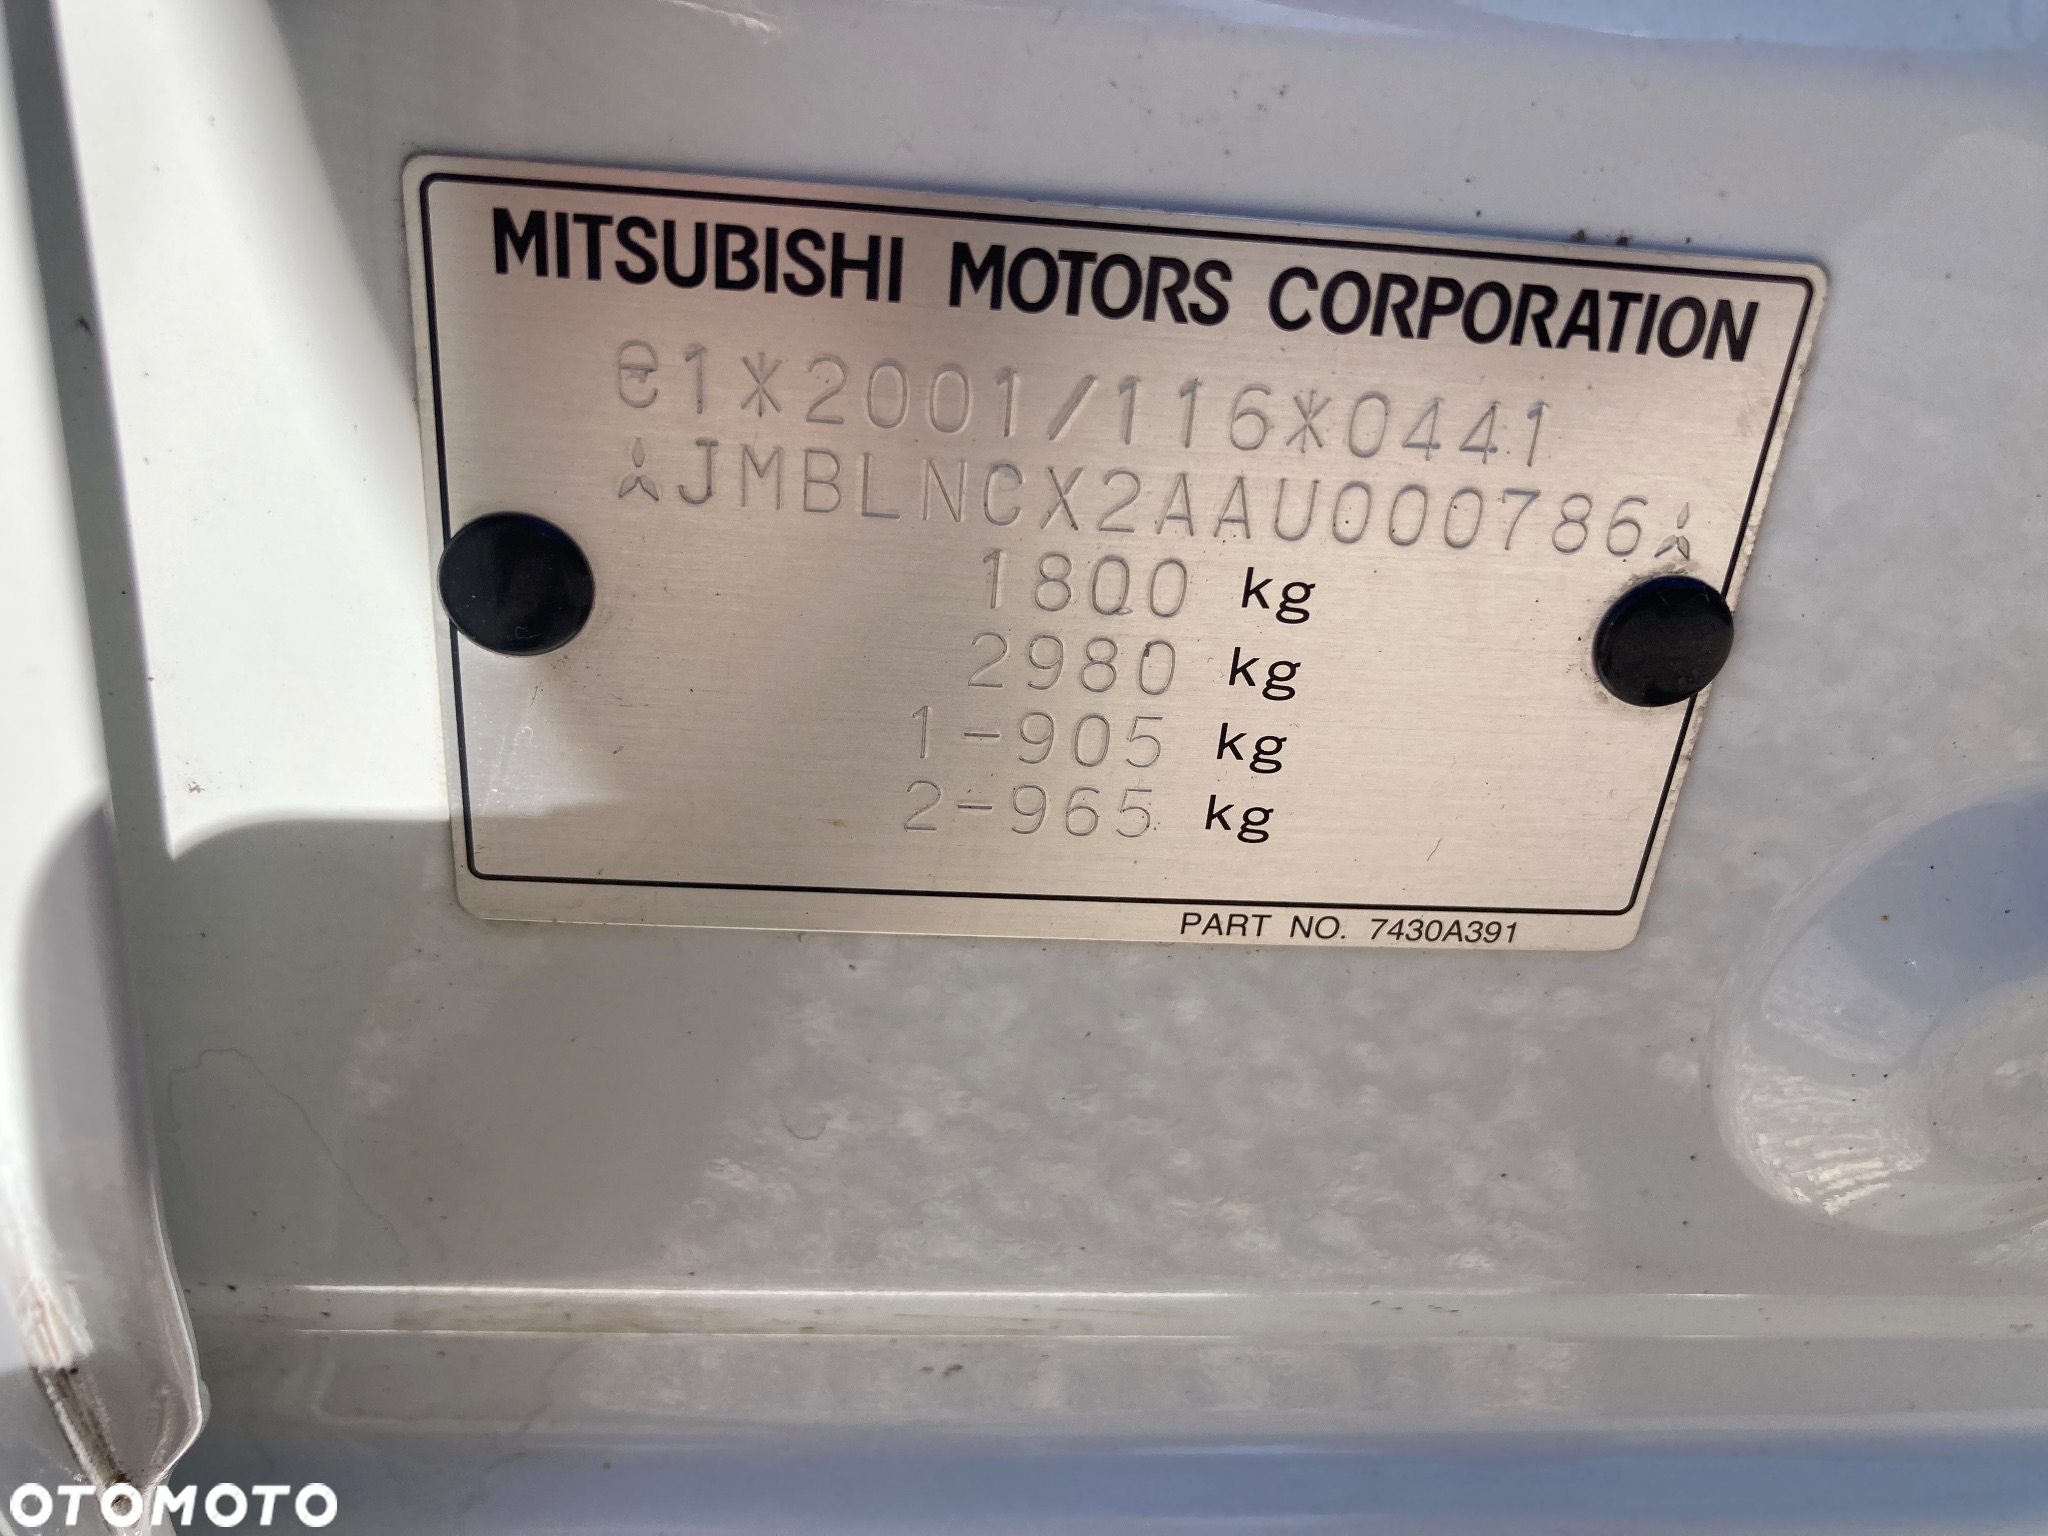 MITSUBISHI MOTORS CORPORATION
e1*2001/116*0441
JMBLNCX2AAU000786
1800 kg
2980 kg
1-905 kg
2-965 kg
PART NO. 7430A391
OTOMOTO